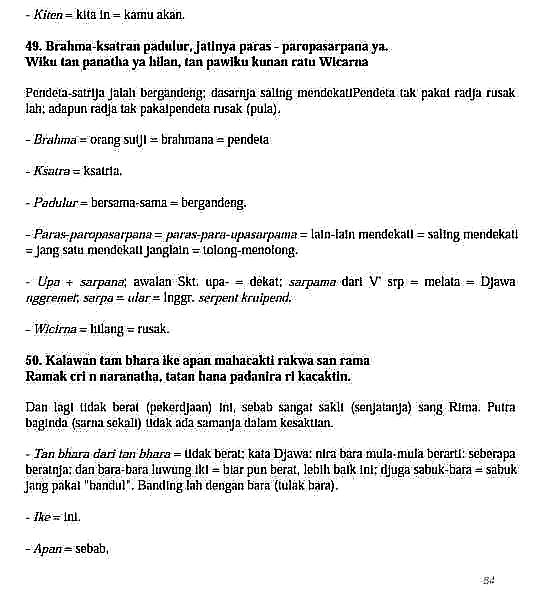 - Kiten = kita in = kamu akan.
49. Brahma-ksatran padulur, jatinya paras - paropasarpana ya.
Wiku tan panatha ya hilan, tan pawiku kunan ratu Wicarna
Pendeta-satrija jalah bergandeng; dasarnja saling mendekatiPendeta tak pakai radja rusak
lah; adapun radja tak pakaipendeta rusak (pula).
- Brahma = orang sutji = brahmana = pendeta
- Ksatra = ksatria.
- Padulur = bersama-sama = bergandeng.
- Paras-paropasarpana = paras-para-upasarpama = lain-lain mendekati = saling mendekati
= jang satu mendekati janglain = tolong-menolong.
- Upa + sarpana; awalan Skt. upa- = dekat; sarpama dari V' srp = melata = Djawa
nggremet, sarpa = ular = Inggr. serpent kruipend.
- Wicirna = hilang = rusak.
50. Kalawan tam bhara ike apan mahacakti rakwa san rama
Ramak cri n naranatha, tatan hana padanira ri kacaktin.
Dan lagi tidak berat (pekerdjaan) ini, sebab sangat sakti (senjatanja) sang Rima. Putra
baginda (sarna sekali) tidak ada samanja dalam kesaktian.
- Tan bhara dari tan bhara = tidak berat; kata Djawa: nira bara mula-mula berarti: seberapa
beratnja; dan bara-bara luwung iki = biar pun berat, lebih baik ini; djuga sabuk-bara = sabuk
jang pakai "bandul". Banding lah dengan bara (tulak bara).
- Ike = ini.
- Apan = sebab,
84